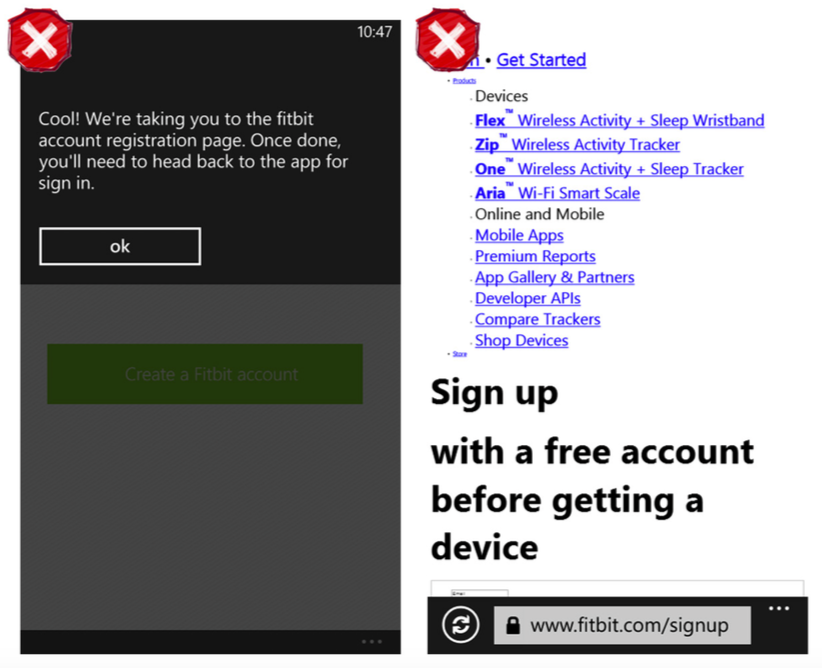 10:47
Cool! We're taking you to the fitbit
account registration page. Once done,
you'll need to head back to the app for
sign in.
ok
Create a Fitbit account
• Get Started
Products
Devices
Flex™ Wireless Activity + Sleep Wristband
Zip™ Wireless Activity Tracker
One™ Wireless Activity + Sleep Tracker
Aria™ Wi-Fi Smart Scale
Online and Mobile
Mobile Apps
Premium Reports
App Gallery & Partners
Developer APIs
Compare Trackers
Shop Devices
Store
Sign up
with a free account
before getting a
device
Email
www.fitbit.com/signup